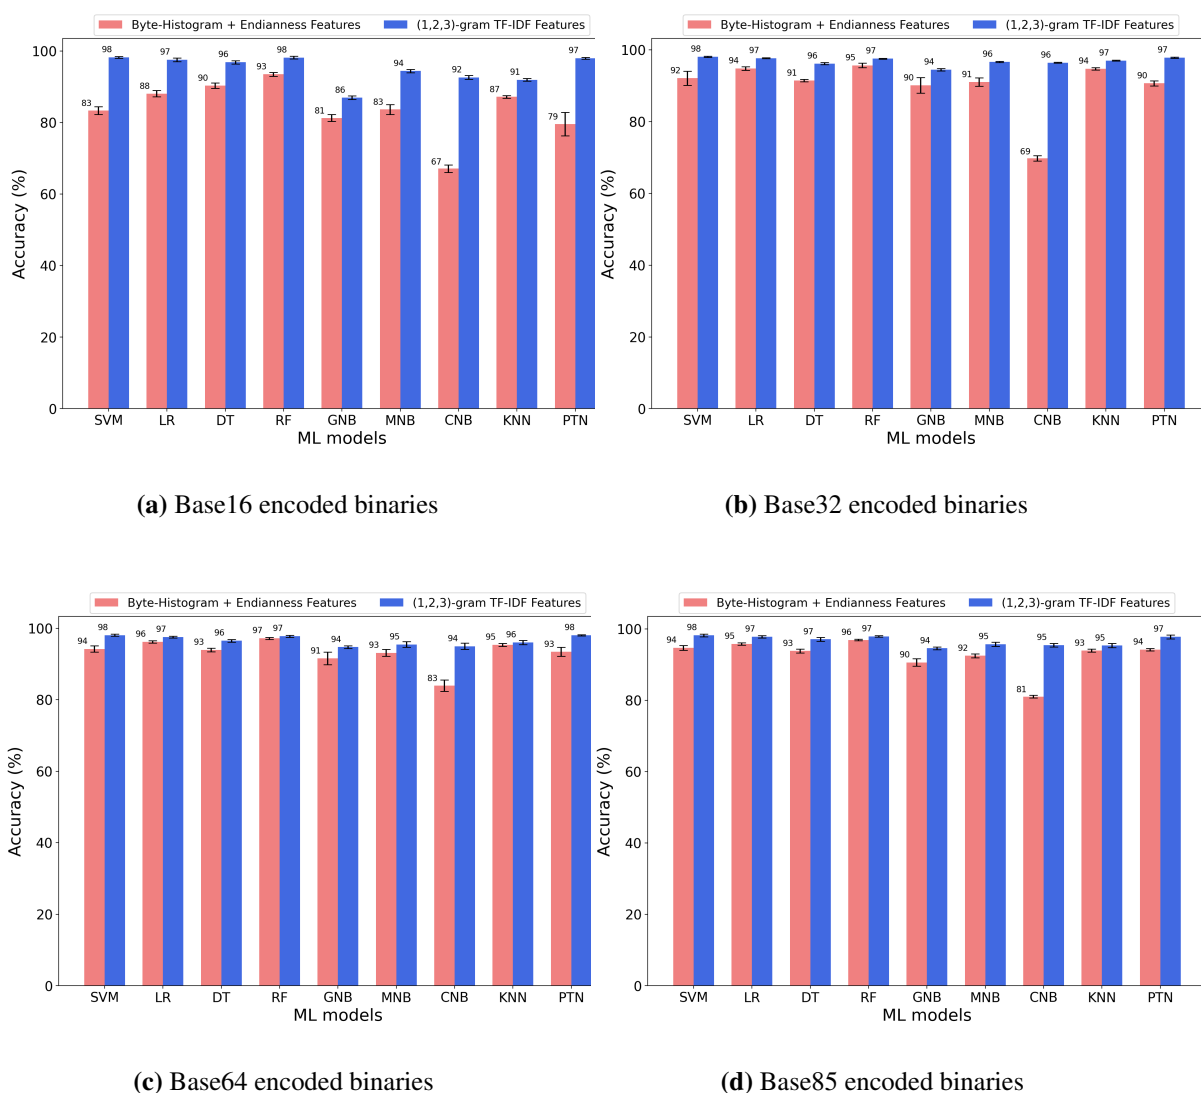 Byte-Histogram + Endianness Features (1,2,3)-gram TF-IDF Features
100
80
60
40
20
0
Accuracy (%)
83 98 88 97 90 96 93 98 81 86 83 94 67 92 87 91 79 97
SVM LR DT RF GNB MNB CNB KNN PTN
ML models
(a) Base16 encoded binaries
Byte-Histogram + Endianness Features (1,2,3)-gram TF-IDF Features
100
80
60
40
20
0
Accuracy (%)
92 98 94 97 91 96 95 97 90 94 91 96 69 96 94 97 90 97
SVM LR DT RF GNB MNB CNB KNN PTN
ML models
(b) Base32 encoded binaries
Byte-Histogram + Endianness Features (1,2,3)-gram TF-IDF Features
100
80
60
40
20
0
Accuracy (%)
94 98 96 97 93 96 97 97 91 94 93 95 83 94 95 96 93 98
SVM LR DT RF GNB MNB CNB KNN PTN
ML models
(c) Base64 encoded binaries
Byte-Histogram + Endianness Features (1,2,3)-gram TF-IDF Features
100
80
60
40
20
0
Accuracy (%)
94 98 95 97 93 97 96 97 90 94 92 95 81 95 93 95 94 97
SVM LR DT RF GNB MNB CNB KNN PTN
ML models
(d) Base85 encoded binaries